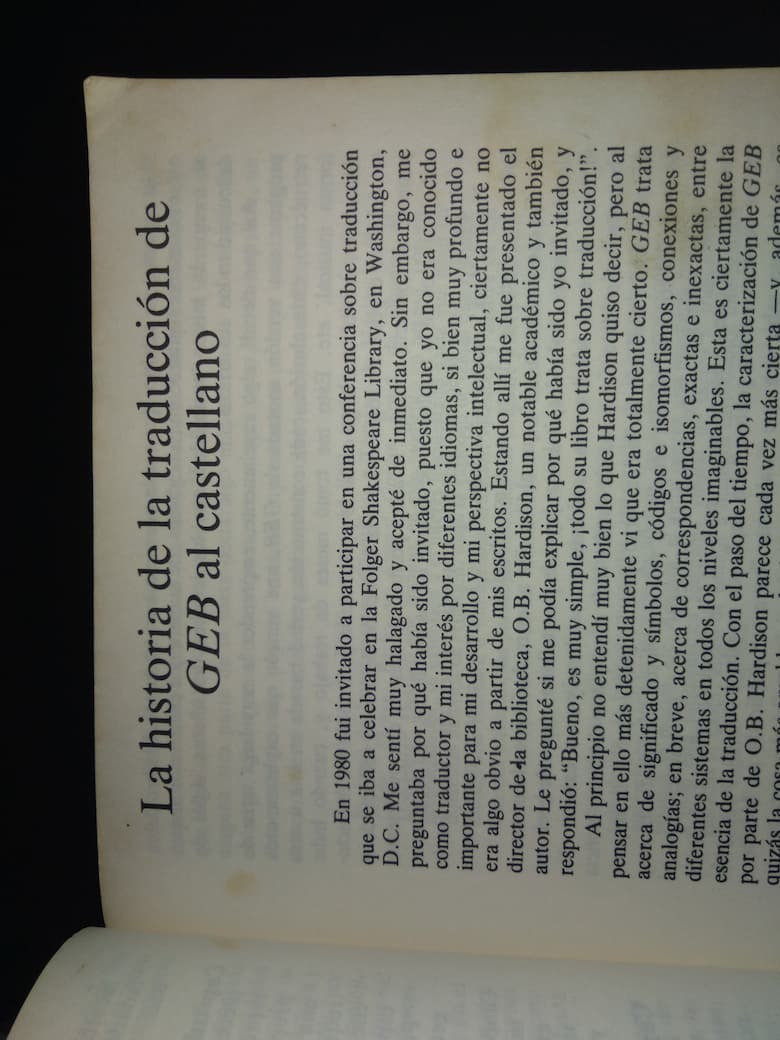 La historia de la traducción de
GEB al castellano
En 1980 fui invitado a participar en una conferencia sobre traducción
que se iba a celebrar en la Folger Shakespeare Library, en Washington,
D.C. Me sentí muy halagado y acepté de inmediato. Sin embargo, me
preguntaba por qué había sido invitado, puesto que yo no era conocido
como traductor y mi interés por diferentes idiomas, si bien muy profundo e
importante para mi desarrollo y mi perspectiva intelectual, ciertamente no
era algo obvio a partir de mis escritos. Estando allí me fue presentado el
director de la biblioteca, O.B. Hardison, un notable académico y también
autor. Le pregunté si me podía explicar por qué había sido yo invitado, y
respondió: “Bueno, es muy simple, ¡todo su libro trata sobre traducción!”.
Al principio no entendí muy bien lo que Hardison quiso decir, pero al
pensar en ello más detenidamente vi que era totalmente cierto. GEB trata
acerca de significado y símbolos, códigos e isomorfismos, conexiones y
analogías; en breve, acerca de correspondencias, exactas e inexactas, entre
diferentes sistemas en todos los niveles imaginables. Esta es ciertamente la
esencia de la traducción. Con el paso del tiempo, la caracterización de GEB
por parte de O.B. Hardison parece cada vez más cierta —y, además, es
quizás la cosa más